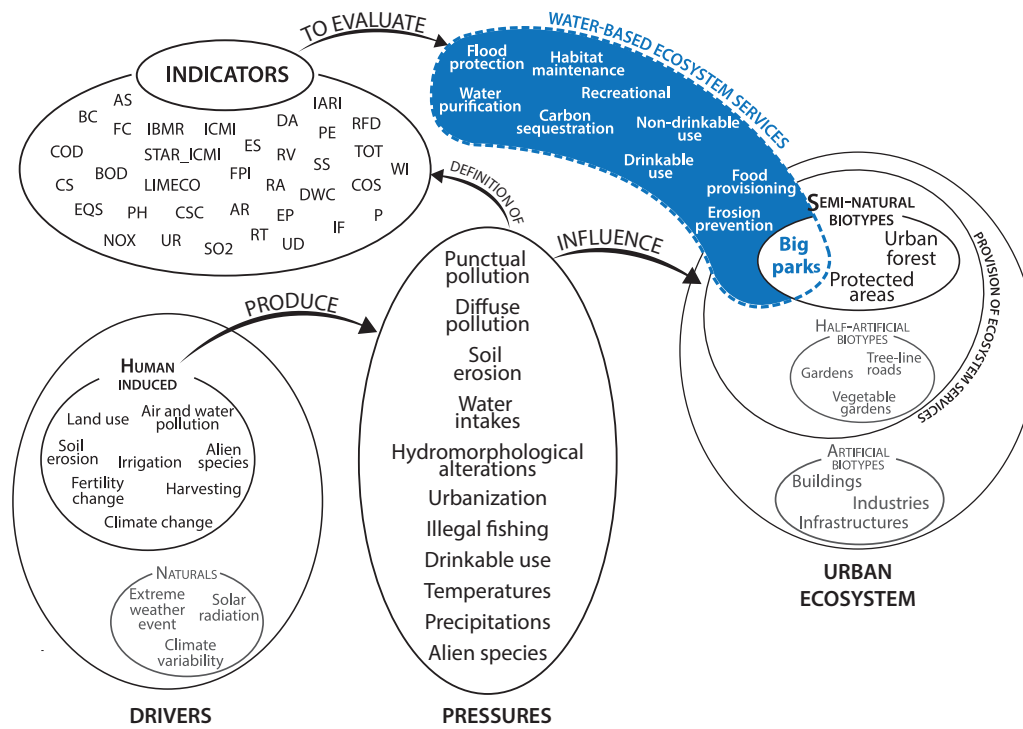 TO EVALUATE
INDICATORS
AS
BC
FC
IBMR
ICMI
DA
IARI
PE
RFD
COD
STAR_ICMI
ES
RV
SS
TOT
WI
CS
BOD
LIMECO
FPI
RA
DWC
COS
EQS
PH
CSC
AR
EP
IF
P
NOX
UR
SO2
RT
UD
WATER-BASED ECOSYSTEM SERVICES
Flood
protection
Habitat
maintenance
Water
purification
Recreational
Carbon
sequestration
Non-drinkable
use
Drinkable
use
Food
provisioning
Erosion
prevention
DEFINITION OF
INFLUENCE
PRODUCE
SEMI-NATURAL
BIOTYPES
Big
parks
Urban
forest
Protected
areas
PROVISION OF ECOSYSTEM SERVICES
HALF-ARTIFICIAL
BIOTYPES
Gardens
Tree-line
roads
Vegetable
gardens
ARTIFICIAL
BIOTYPES
Buildings
Industries
Infrastructures
URBAN
ECOSYSTEM
Punctual
pollution
Diffuse
pollution
Soil
erosion
Water
intakes
Hydromorphological
alterations
Urbanization
Illegal fishing
Drinkable use
Temperatures
Precipitations
Alien species
PRESSURES
HUMAN
INDUCED
Land use
Air and water
pollution
Soil
erosion
Irrigation
Alien
species
Fertility
change
Harvesting
Climate change
NATURALS
Extreme
weather
event
Solar
radiation
Climate
variability
DRIVERS